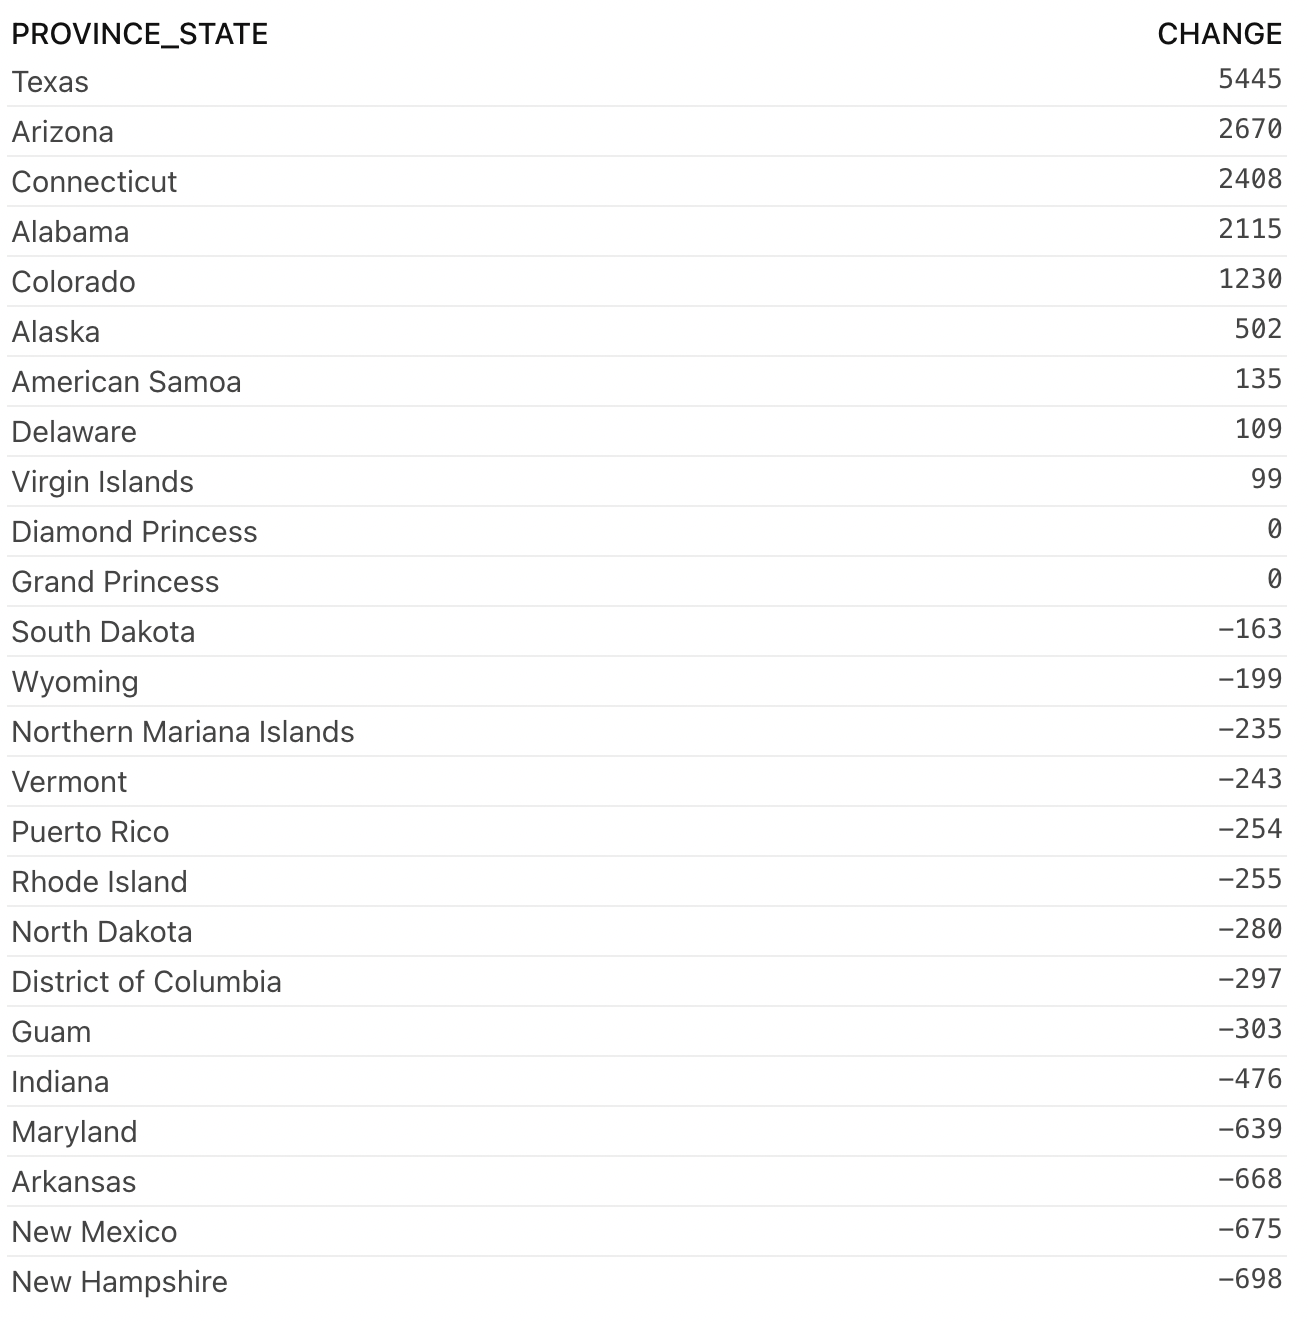 PROVINCE_STATE CHANGE
Texas 5445
Arizona 2670
Connecticut 2408
Alabama 2115
Colorado 1230
Alaska 502
American Samoa 135
Delaware 109
Virgin Islands 99
Diamond Princess 0
Grand Princess 0
South Dakota −163
Wyoming −199
Northern Mariana Islands −235
Vermont −243
Puerto Rico −254
Rhode Island −255
North Dakota −280
District of Columbia −297
Guam −303
Indiana −476
Maryland −639
Arkansas −668
New Mexico −675
New Hampshire −698